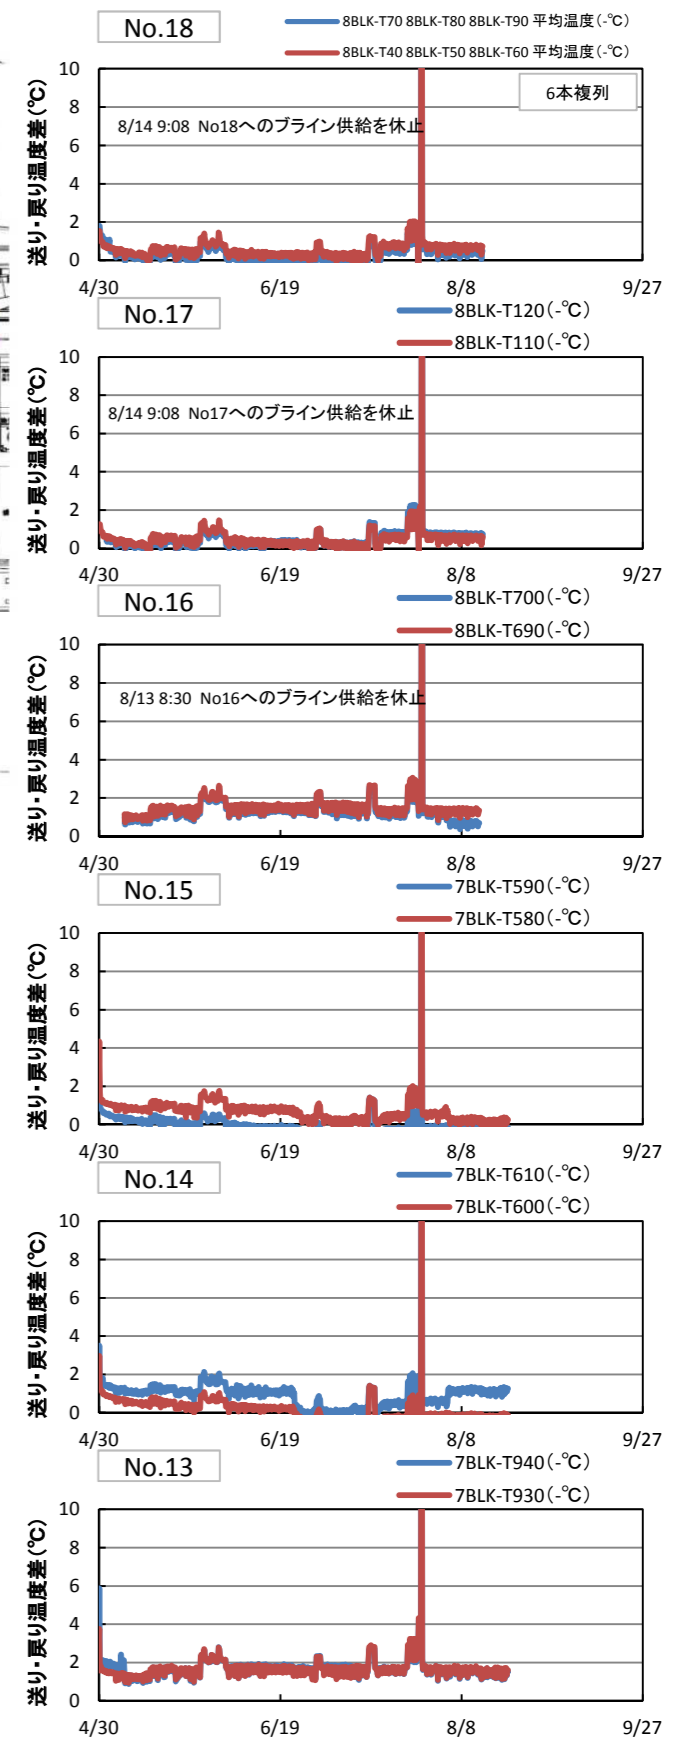 No.18
8BLK-T70 8BLK-T80 8BLK-T90 平均温度(-℃)
8BLK-T40 8BLK-T50 8BLK-T60 平均温度(-℃)
6本複列
8/14 9:08 No18へのブライン供給を休止
送り・戻り温度差(℃)
10
8
6
4
2
0
4/30 6/19 8/8 9/27
No.17
8BLK-T120(-℃)
8BLK-T110(-℃)
8/14 9:08 No17へのブライン供給を休止
送り・戻り温度差(℃)
10
8
6
4
2
0
4/30 6/19 8/8 9/27
No.16
8BLK-T700(-℃)
8BLK-T690(-℃)
8/13 8:30 No16へのブライン供給を休止
送り・戻り温度差(℃)
10
8
6
4
2
0
4/30 6/19 8/8 9/27
No.15
7BLK-T590(-℃)
7BLK-T580(-℃)
送り・戻り温度差(℃)
10
8
6
4
2
0
4/30 6/19 8/8 9/27
No.14
7BLK-T610(-℃)
7BLK-T600(-℃)
送り・戻り温度差(℃)
10
8
6
4
2
0
4/30 6/19 8/8 9/27
No.13
7BLK-T940(-℃)
7BLK-T930(-℃)
送り・戻り温度差(℃)
10
8
6
4
2
0
4/30 6/19 8/8 9/27